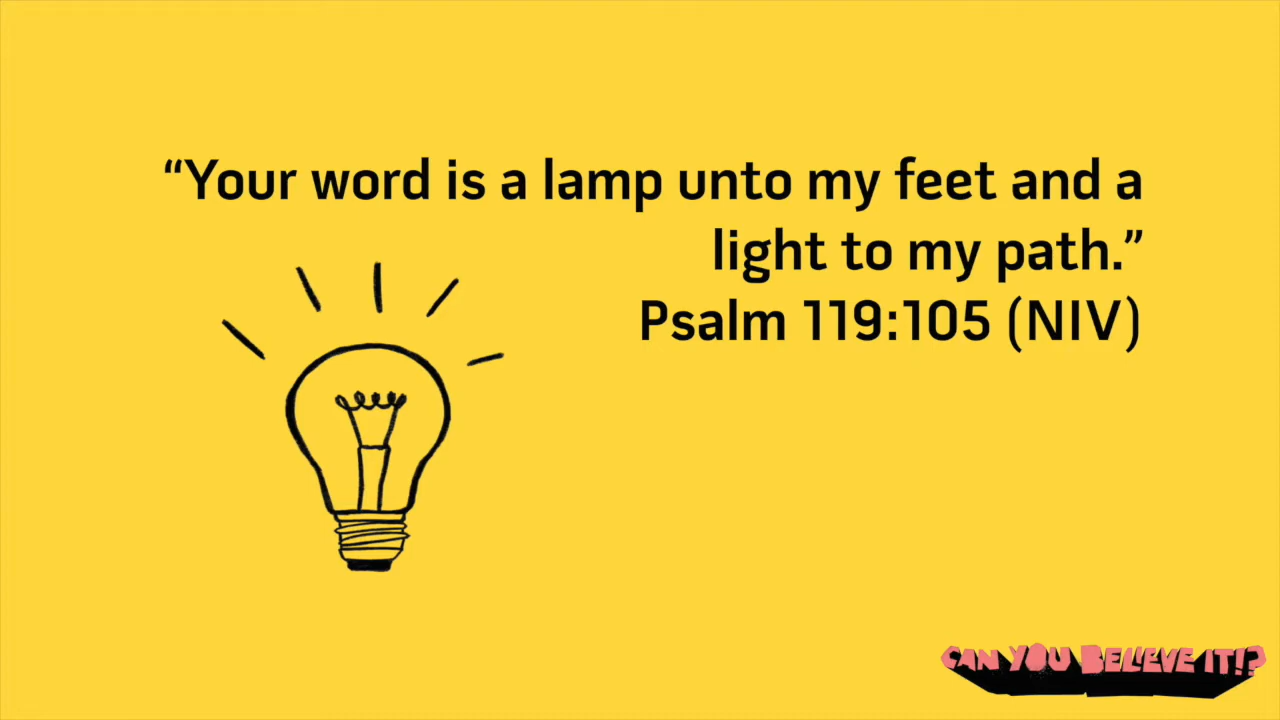 “Your word is a lamp unto my feet and a
light to my path.”
Psalm 119:105 (NIV)
CAN YOU BELIEVE IT!?